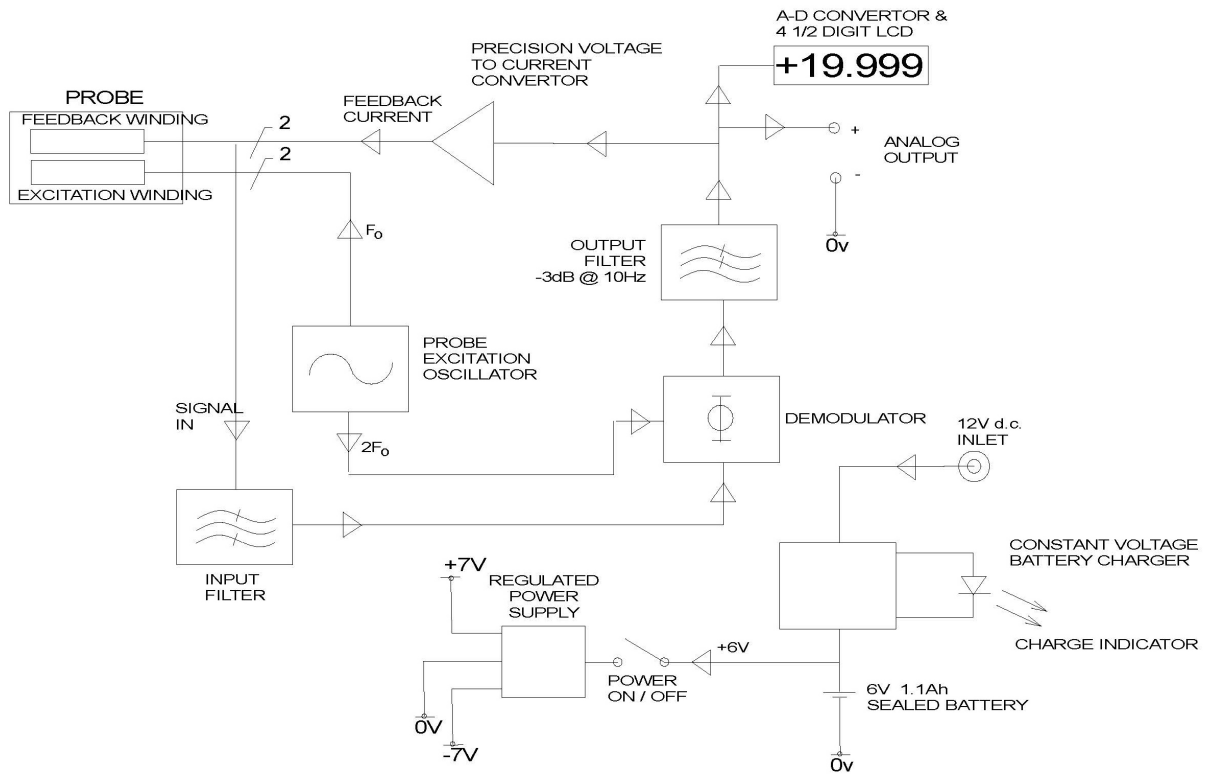 A-D CONVERTOR &
4 1/2 DIGIT LCD
+19.999
PRECISION VOLTAGE
TO CURRENT
CONVERTOR
PROBE
FEEDBACK WINDING
EXCITATION WINDING
2
2
FEEDBACK
CURRENT
+
-
ANALOG
OUTPUT
0v
Fo
OUTPUT
FILTER
-3dB @ 10Hz
PROBE
EXCITATION
OSCILLATOR
SIGNAL
IN
2Fo
DEMODULATOR
12V d.c.
INLET
INPUT
FILTER
+7V
REGULATED
POWER
SUPPLY
0V
-7V
POWER
ON / OFF
+6V
CONSTANT VOLTAGE
BATTERY CHARGER
CHARGE INDICATOR
6V 1.1Ah
SEALED BATTERY
0v